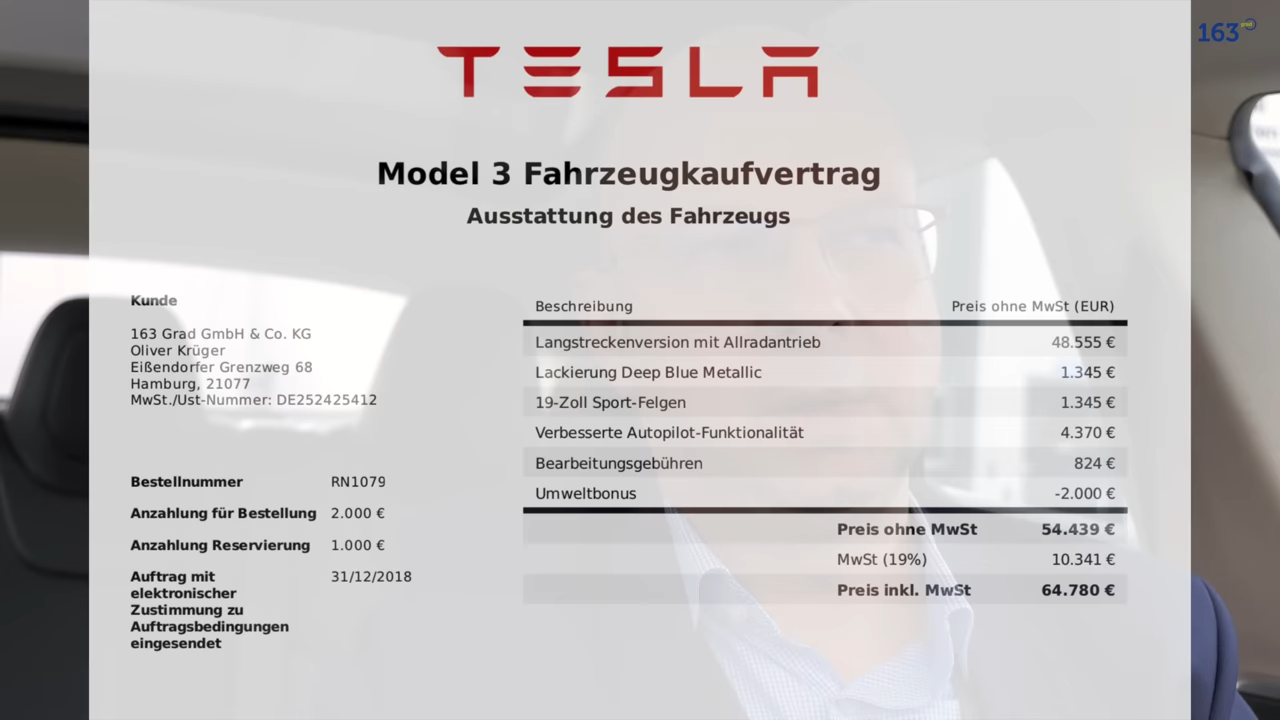 163 grad
TESLA
Model 3 Fahrzeugkaufvertrag
Ausstattung des Fahrzeugs
Kunde
163 Grad GmbH & Co. KG
Oliver Krüger
Eißendorfer Grenzweg 68
Hamburg, 21077
MwSt./Ust-Nummer: DE252425412
Bestellnummer RN1079
Anzahlung für Bestellung 2.000 €
Anzahlung Reservierung 1.000 €
Auftrag mit 31/12/2018
elektronischer
Zustimmung zu
Auftragsbedingungen
eingesendet
Beschreibung Preis ohne MwSt (EUR)
Langstreckenversion mit Allradantrieb 48.555 €
Lackierung Deep Blue Metallic 1.345 €
19-Zoll Sport-Felgen 1.345 €
Verbesserte Autopilot-Funktionalität 4.370 €
Bearbeitungsgebühren 824 €
Umweltbonus -2.000 €
Preis ohne MwSt 54.439 €
MwSt (19%) 10.341 €
Preis inkl. MwSt 64.780 €